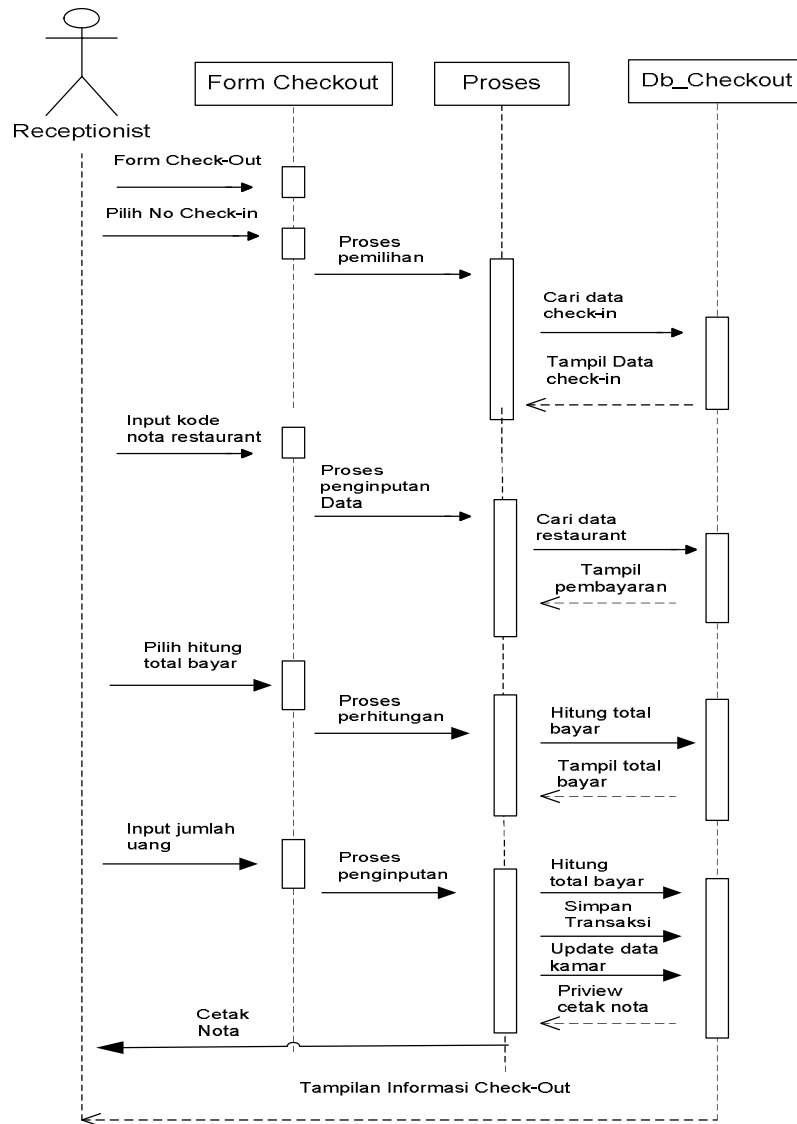 Form Checkout
Proses
Db_Checkout
Receptionist
Form Check-Out
Pilih No Check-in
Proses
pemilihan
Cari data
check-in
Tampil Data
check-in
Input kode
nota restaurant
Proses
penginputan
Data
Cari data
restaurant
Tampil
pembayaran
Pilih hitung
total bayar
Proses
perhitungan
Hitung total
bayar
Tampil total
bayar
Input jumlah
uang
Proses
penginputan
Hitung
total bayar
Simpan
Transaksi
Update data
kamar
Priview
cetak nota
Cetak
Nota
Tampilan Informasi Check-Out